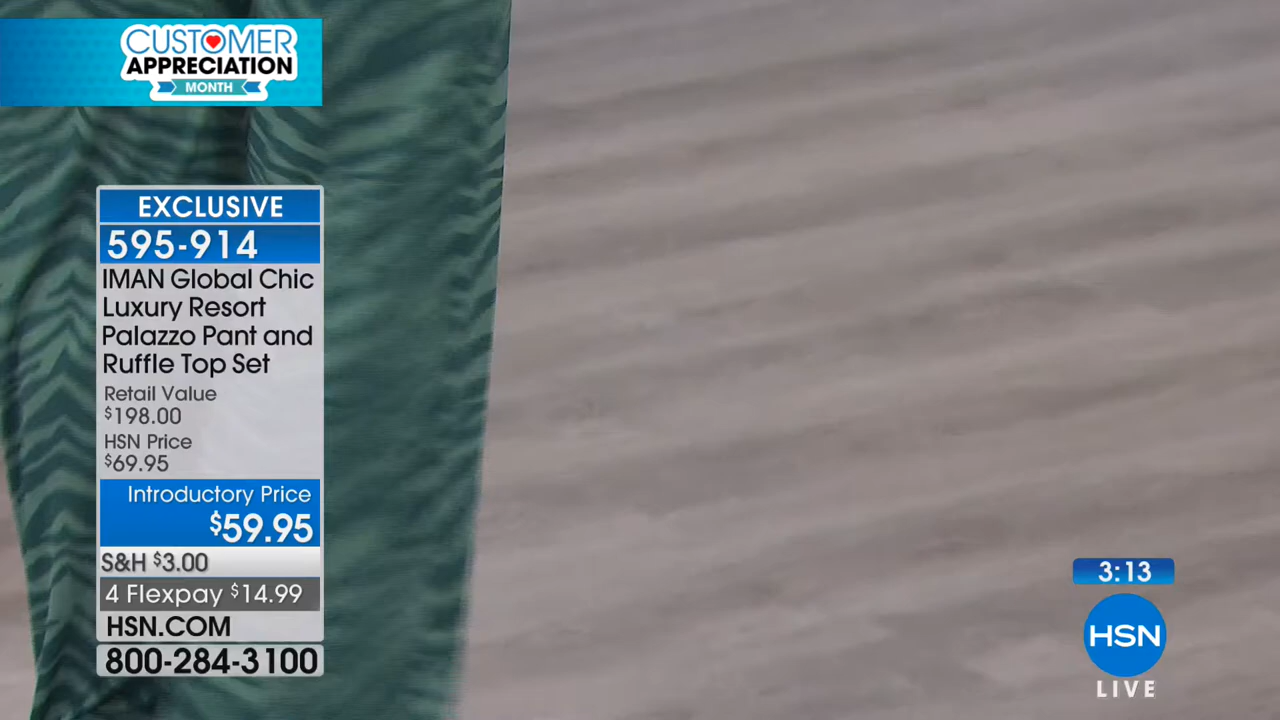 CUSTOMER
APPRECIATION
MONTH
EXCLUSIVE
595-914
IMAN Global Chic
Luxury Resort
Palazzo Pant and
Ruffle Top Set
Retail Value
$198.00
HSN Price
$69.95
Introductory Price
$59.95
S&H $3.00
4 Flexpay $14.99
HSN.COM
800-284-3100
3:13
HSN
LIVE